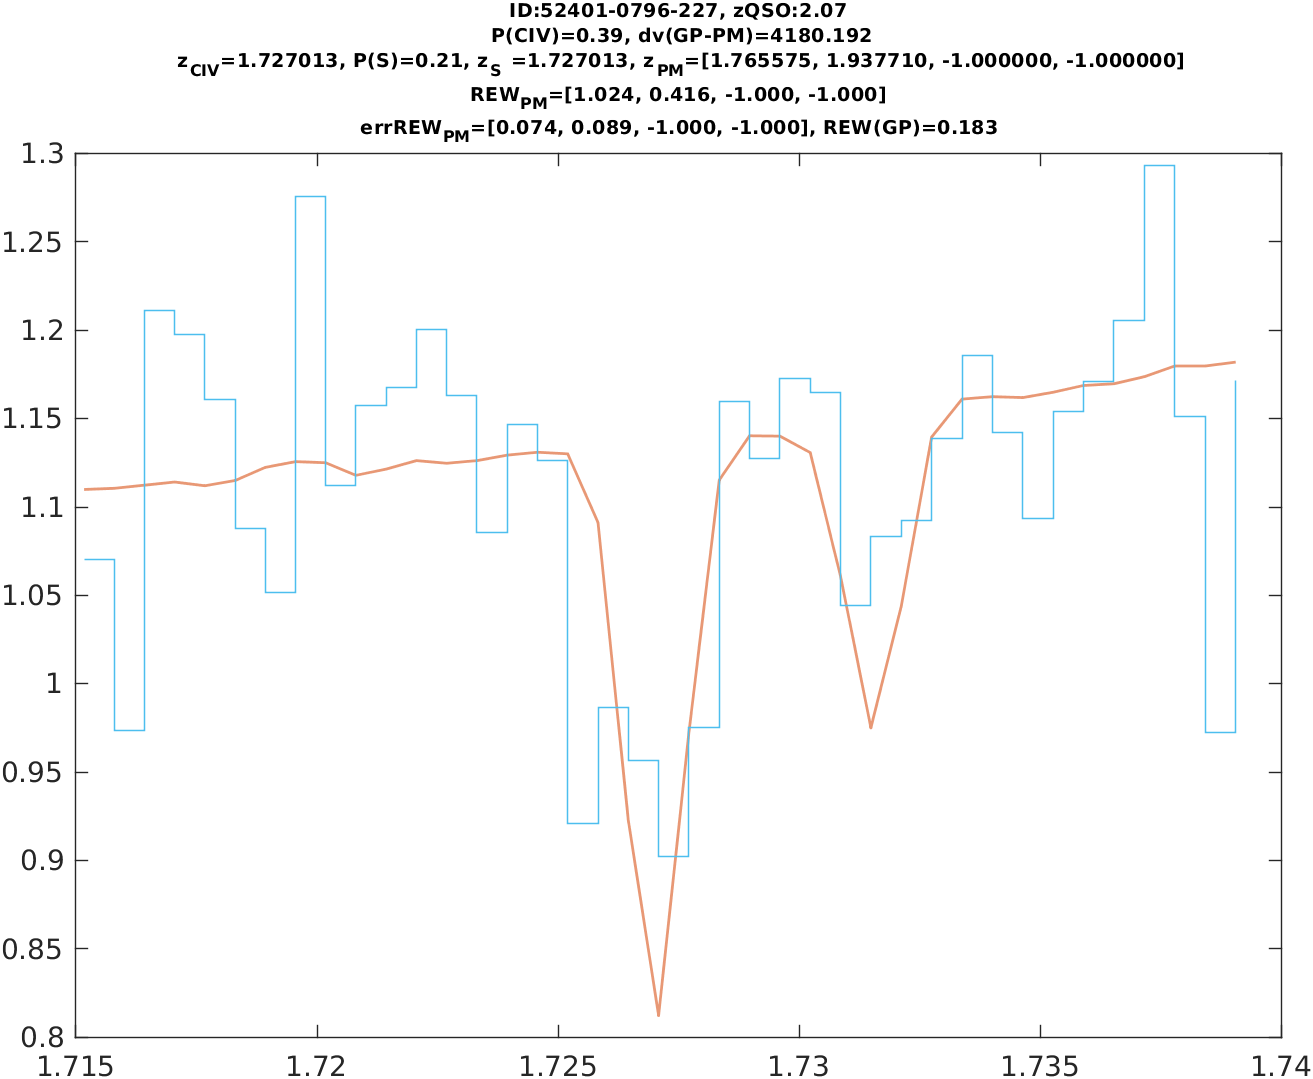 ID:52401-0796-227, zQSO:2.07
P(CIV)=0.39, dv(GP-PM)=4180.192
zCIV=1.727013, P(S)=0.21, zS =1.727013, zPM=[1.765575, 1.937710, -1.000000, -1.000000]
REWPM=[1.024, 0.416, -1.000, -1.000]
errREWPM=[0.074, 0.089, -1.000, -1.000], REW(GP)=0.183
1.3
1.25
1.2
1.15
1.1
1.05
1
0.95
0.9
0.85
0.8
1.715 1.72 1.725 1.73 1.735 1.74